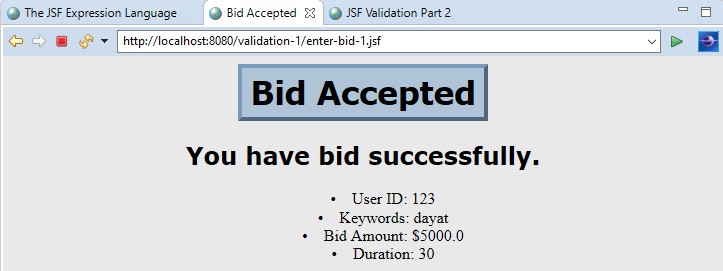 The JSF Expression Language
Bid Accepted
JSF Validation Part 2
http://localhost:8080/validation-1/enter-bid-1.jsf
Bid Accepted
You have bid successfully.
• User ID: 123
• Keywords: dayat
• Bid Amount: $5000.0
• Duration: 30